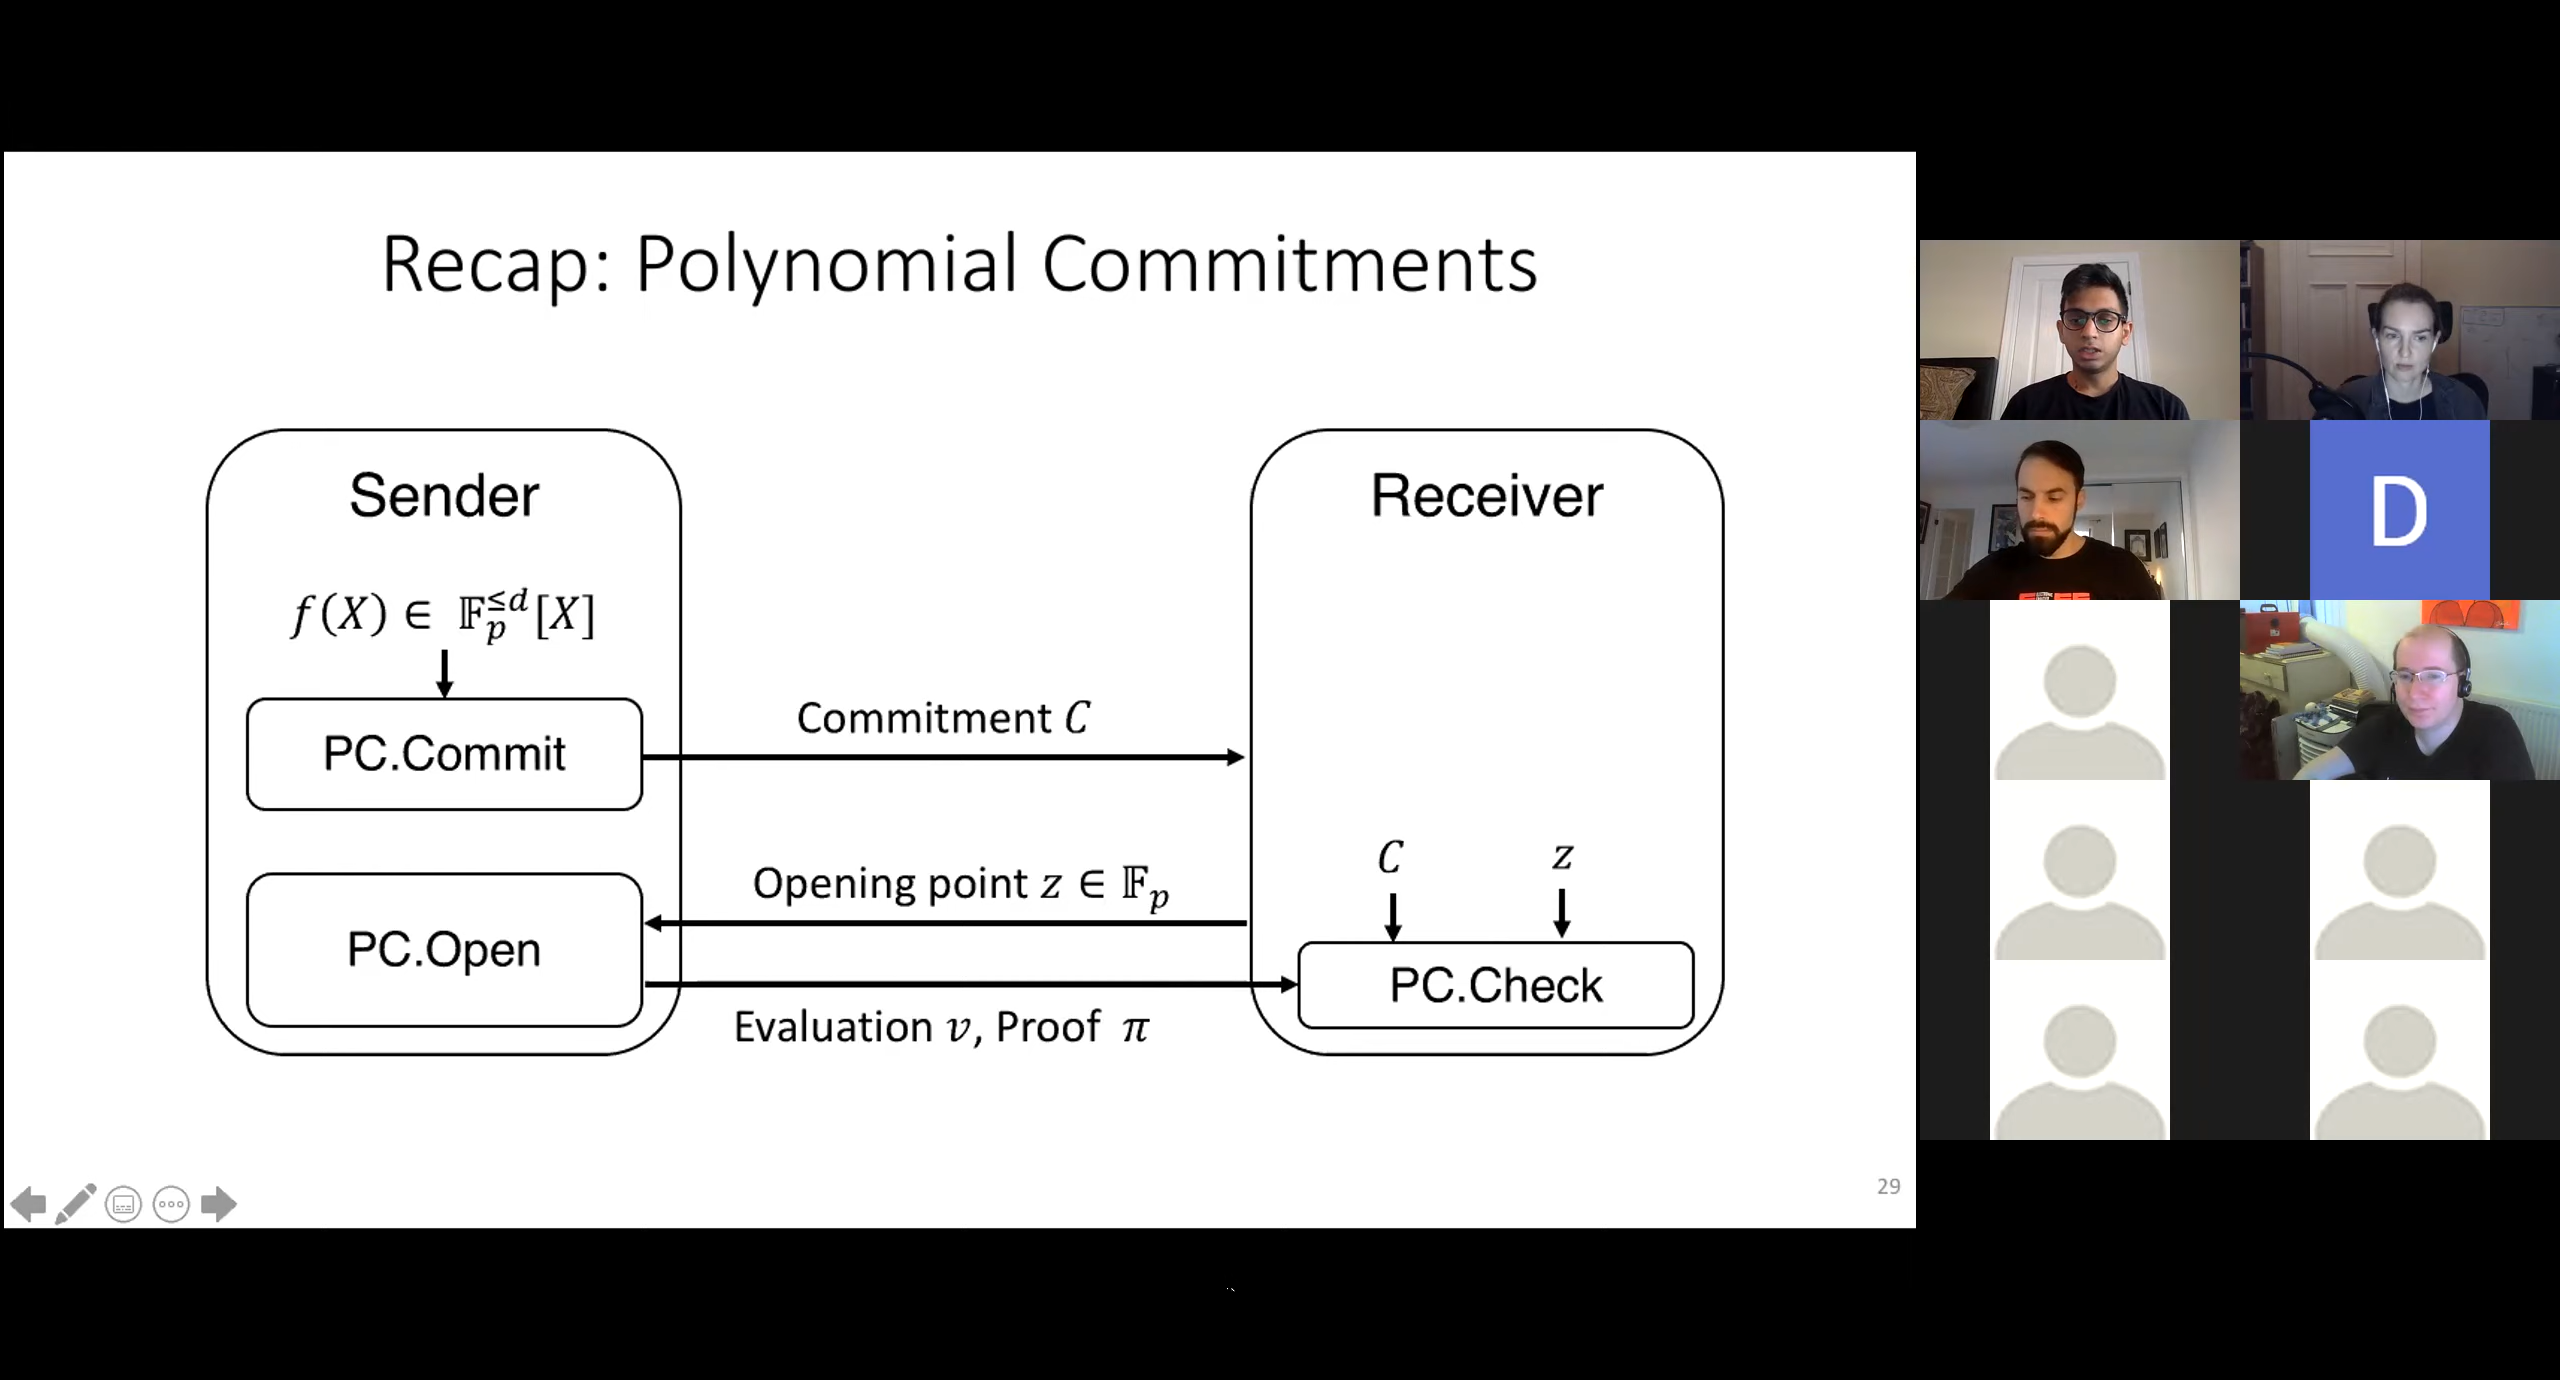 Recap: Polynomial Commitments
Sender
Receiver
f(X) ∈ 𝔽ₚ^{≤d}[X]
PC.Commit
Commitment C
C
z
Opening point z ∈ 𝔽ₚ
PC.Open
PC.Check
Evaluation v, Proof π
29
D